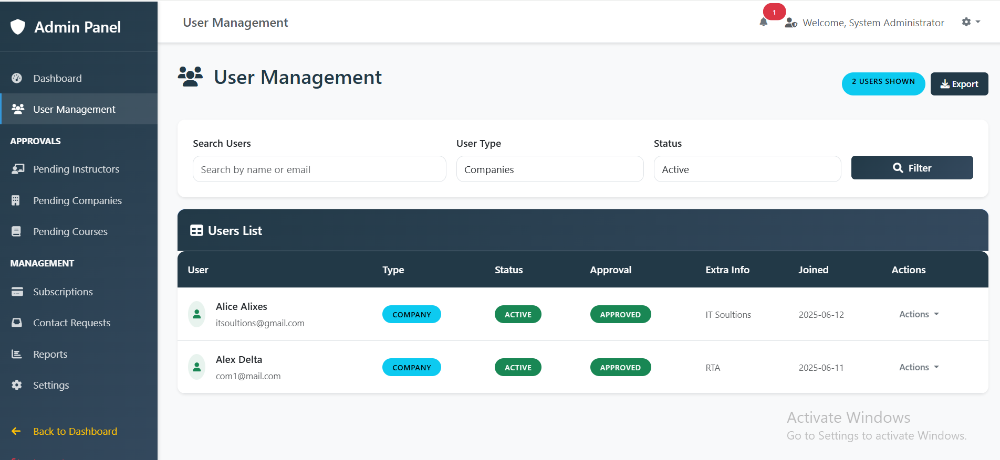 Admin Panel
Dashboard
User Management
APPROVALS
Pending Instructors
Pending Companies
Pending Courses
MANAGEMENT
Subscriptions
Contact Requests
Reports
Settings
Back to Dashboard
User Management
1
Welcome, System Administrator
User Management
2 USERS SHOWN
Export
Search Users
User Type
Status
Search by name or email
Companies
Active
Filter
Users List
User Type Status Approval Extra Info Joined Actions
Alice Alixes
itsoultions@gmail.com
COMPANY ACTIVE APPROVED IT Soultions 2025-06-12 Actions
Alex Delta
com1@mail.com
COMPANY ACTIVE APPROVED RTA 2025-06-11 Actions
Activate Windows
Go to Settings to activate Windows.